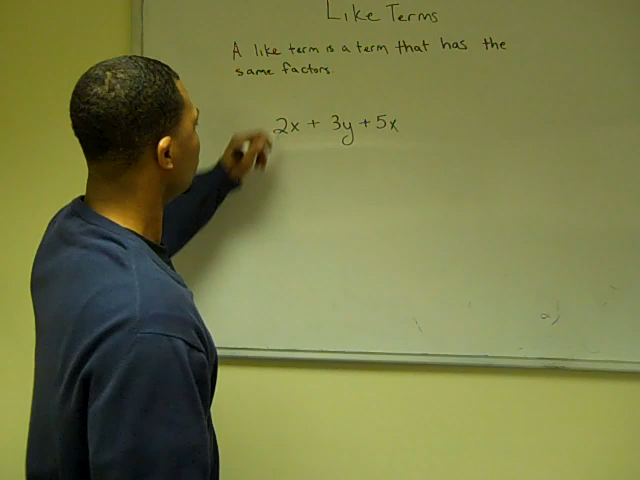 Like Terms
A like term is a term that has the
same factors.
2x + 3y + 5x